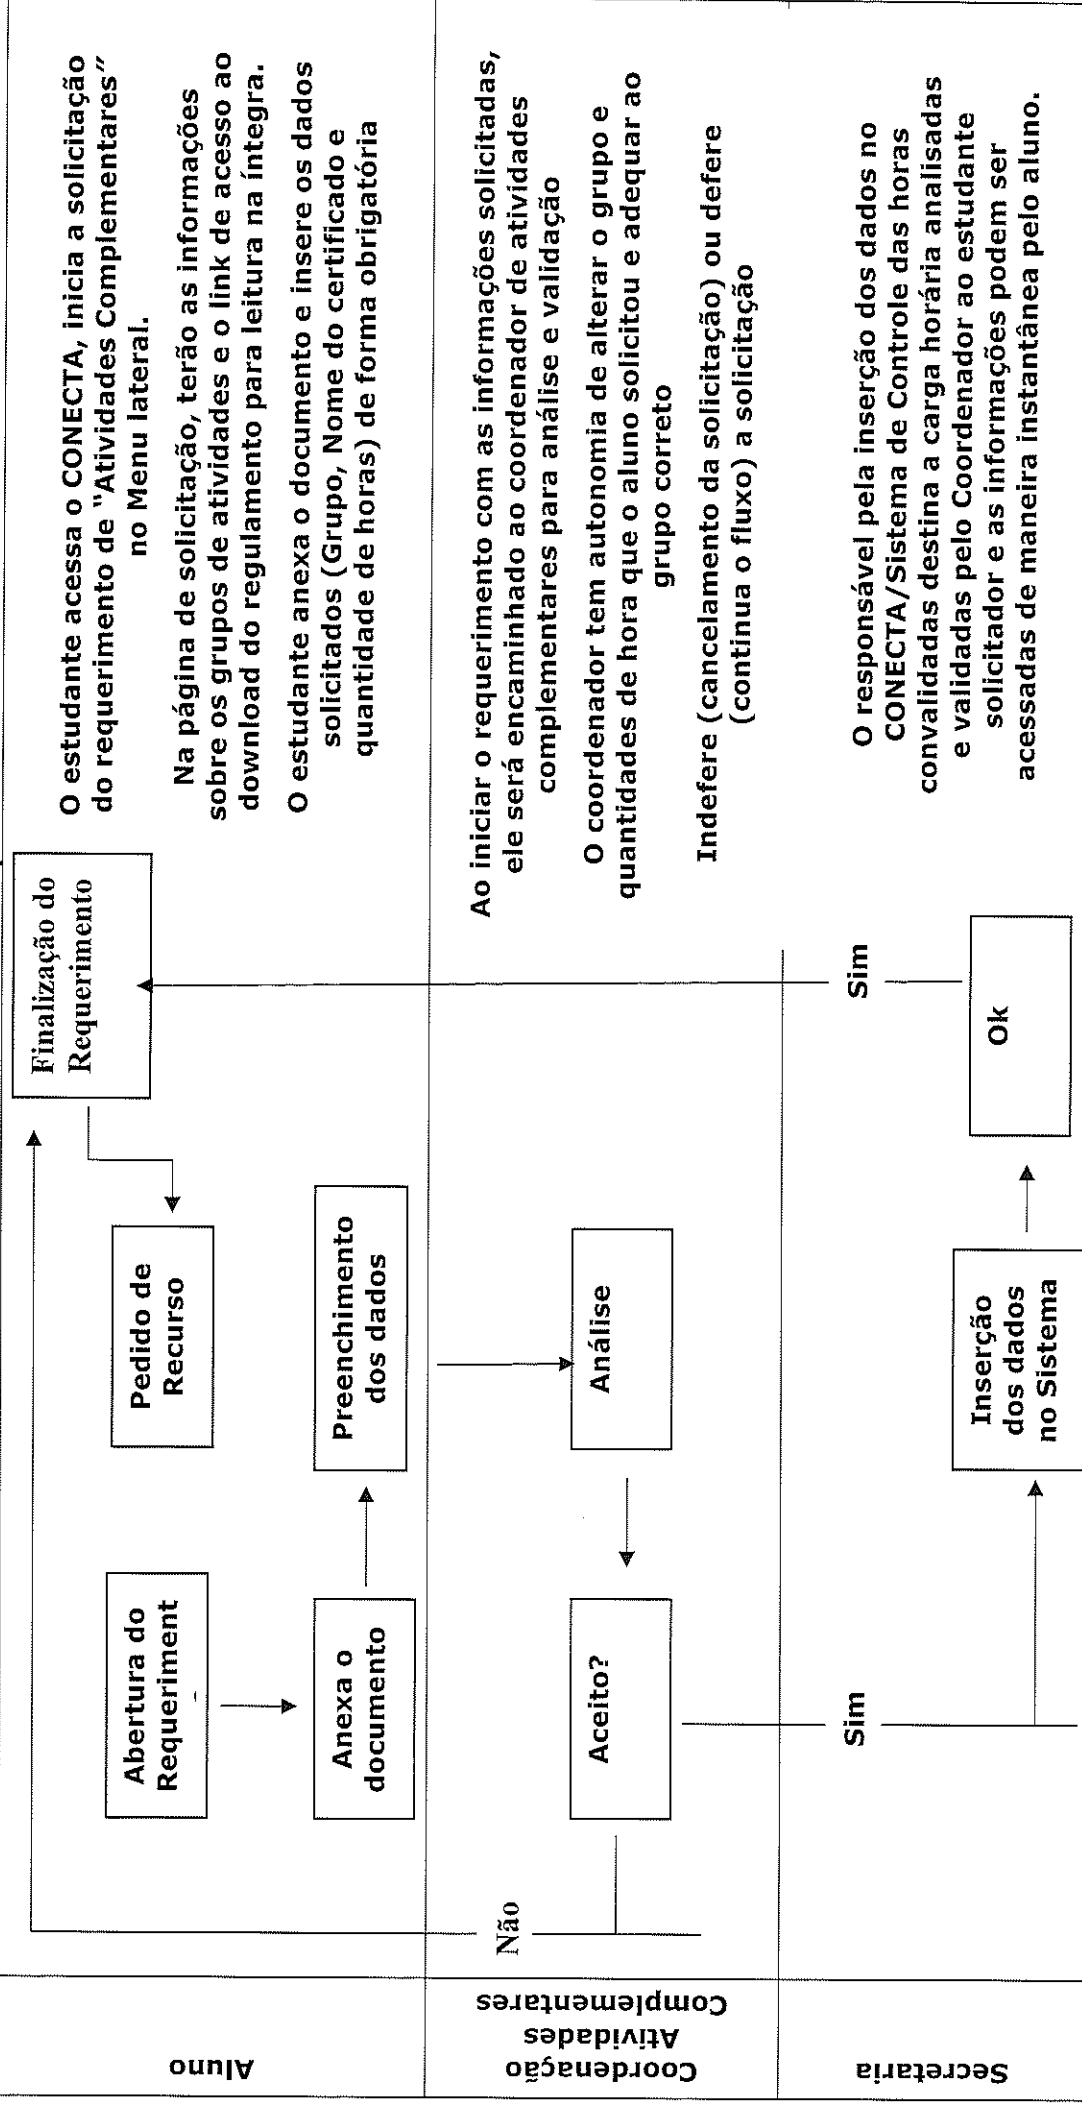 Aluno
Abertura do
Requeriment
Anexa o
documento
Pedido de
Recurso
Preenchimento
dos dados
Finalização do
Requerimento
O estudante acessa o CONECTA, inicia a solicitação
do requerimento de "Atividades Complementares"
no Menu lateral.
Na página de solicitação, terão as informações
sobre os grupos de atividades e o link de acesso ao
download do regulamento para leitura na íntegra.
O estudante anexa o documento e insere os dados
solicitados (Grupo, Nome do certificado e
quantidade de horas) de forma obrigatória
Coordenação
Atividades
Complementares
Não
Aceito?
Análise
Ao iniciar o requerimento com as informações solicitadas,
ele será encaminhado ao coordenador de atividades
complementares para análise e validação
O coordenador tem autonomia de alterar o grupo e
quantidades de hora que o aluno solicitou e adequar ao
grupo correto
Indefere (cancelamento da solicitação) ou defere
(continua o fluxo) a solicitação
Secretaria
Sim
Inserção
dos dados
no Sistema
Sim
Ok
O responsável pela inserção dos dados no
CONECTA/Sistema de Controle das horas
convalidadas destina a carga horária analisadas
e validadas pelo Coordenador ao estudante
solicitador e as informações podem ser
acessadas de maneira instantânea pelo aluno.